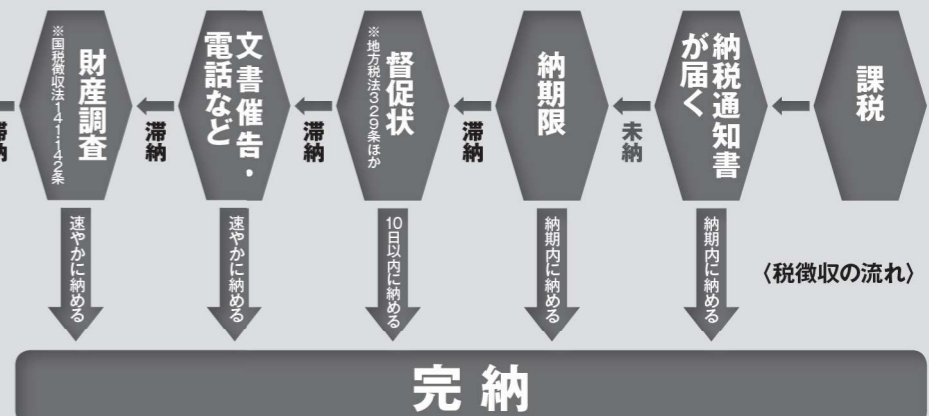 〈税徴収の流れ〉
課税
納税通知書
が届く
未納
納期限
滞納
督促状
※地方税法329条ほか
滞納
文書催告・
電話など
滞納
財産調査
※国税徴収法141・142条
滞納
納期内に納める
納期内に納める
10日以内に納める
速やかに納める
速やかに納める
完納